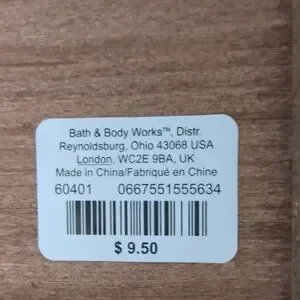 Bath & Body Works™, Distr.
Reynoldsburg, Ohio 43068 USA
London, WC2E 9BA, UK
Made in China/Fabriqué en Chine
60401 0667551555634
$ 9.50